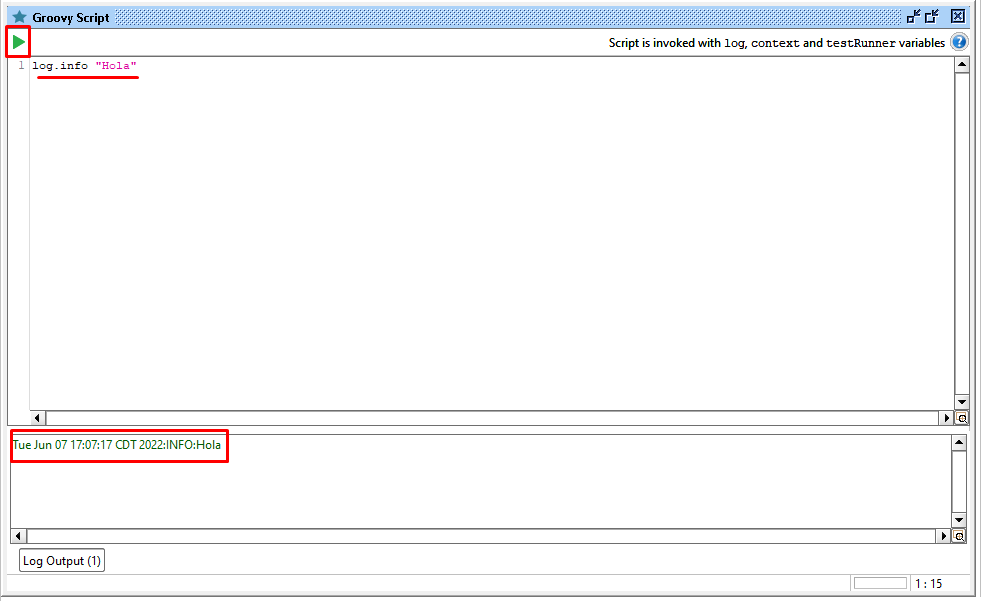 Groovy Script
Script is invoked with log, context and testRunner variables
1 log.info "Hola"
Tue Jun 07 17:07:17 CDT 2022:INFO:Hola
Log Output (1)
1 : 15